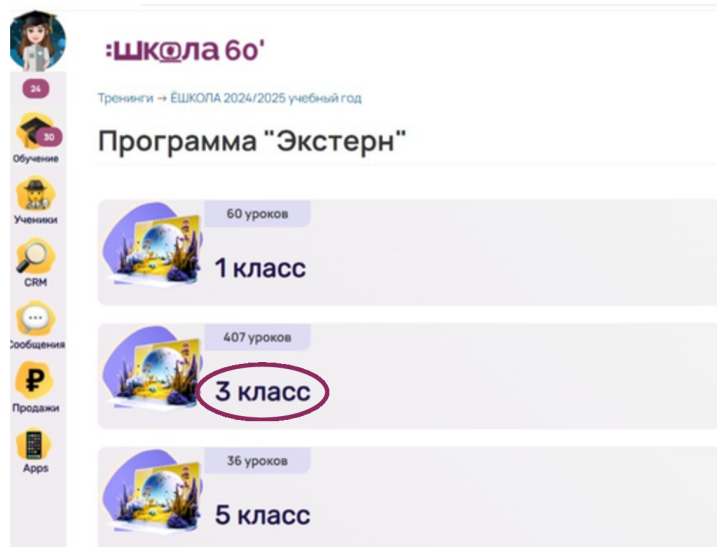 :школа бо'
24
Тренинги → ЁШКОЛА 2024/2025 учебный год
30
Обучение
Программа "Экстерн"
Ученики
60 уроков
1 класс
CRM
Сообщения
407 уроков
3 класс
Продажи
36 уроков
Apps
5 класс